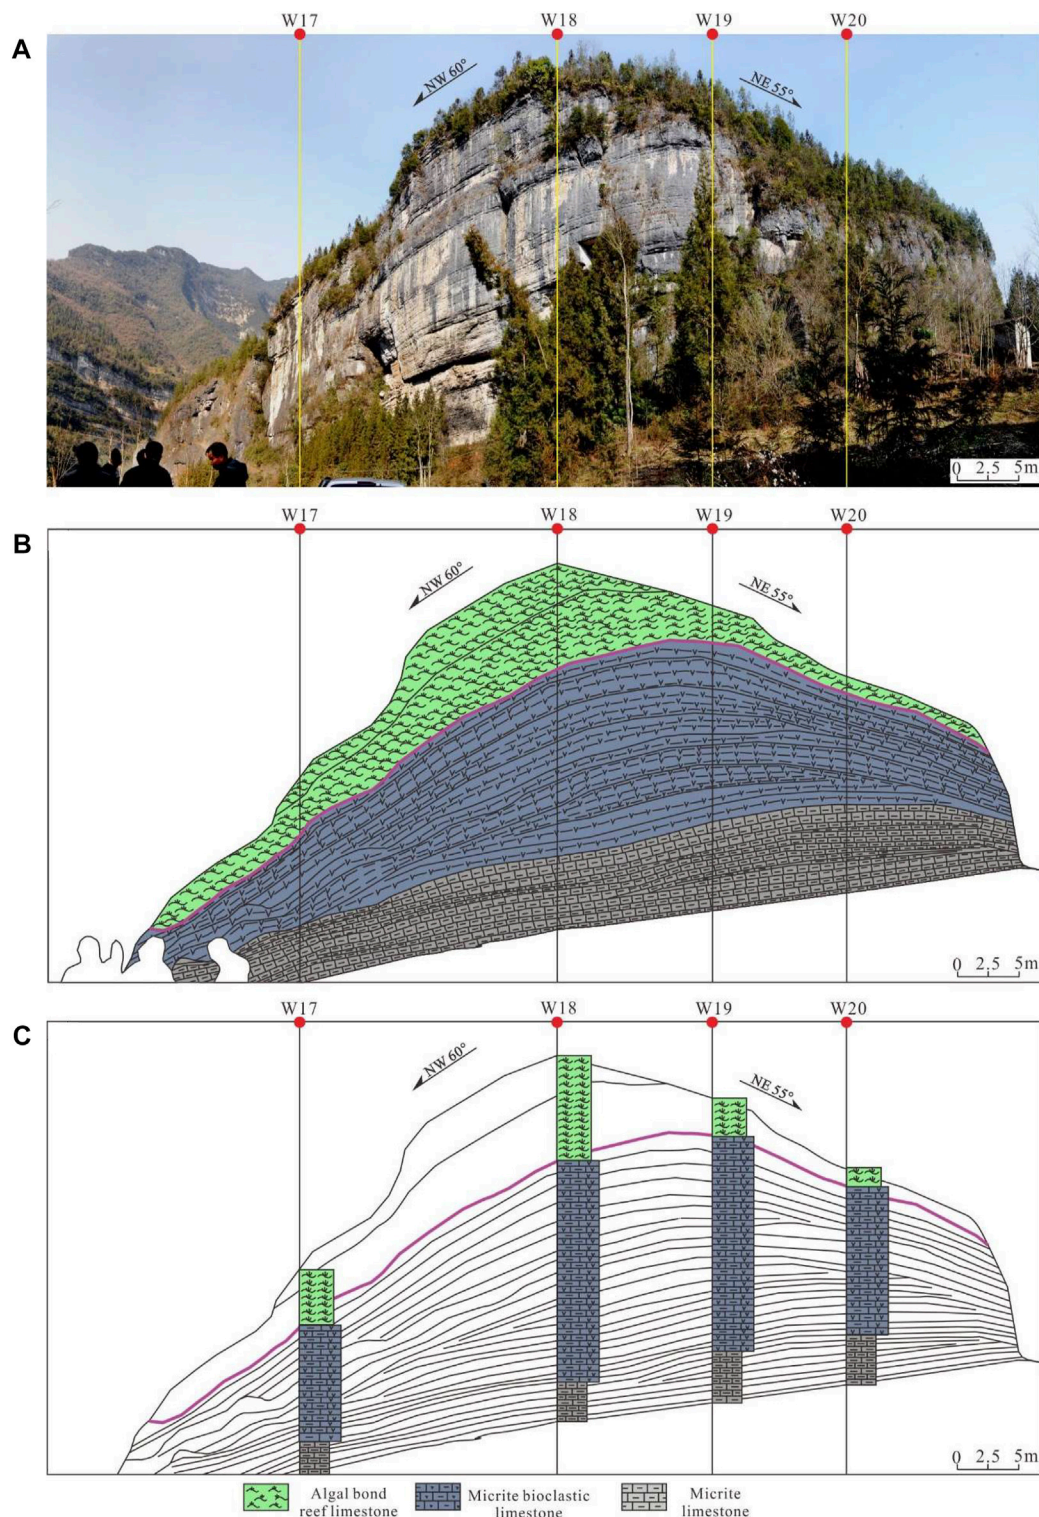 W17 W18 W19 W20
A
NW 60°
NE 55°
0 2.5 5m
W17 W18 W19 W20
B
NW 60°
NE 55°
0 2.5 5m
W17 W18 W19 W20
C
NW 60°
NE 55°
0 2.5 5m
Algal bond
reef limestone
Micrite bioclastic
limestone
Micrite
limestone